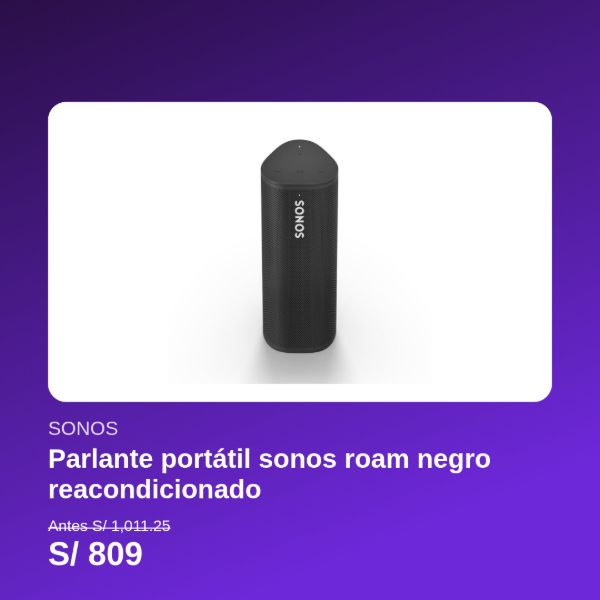 SONOS
SONOS
Parlante portátil sonos roam negro
reacondicionado
Antes S/ 1,011.25
S/ 809